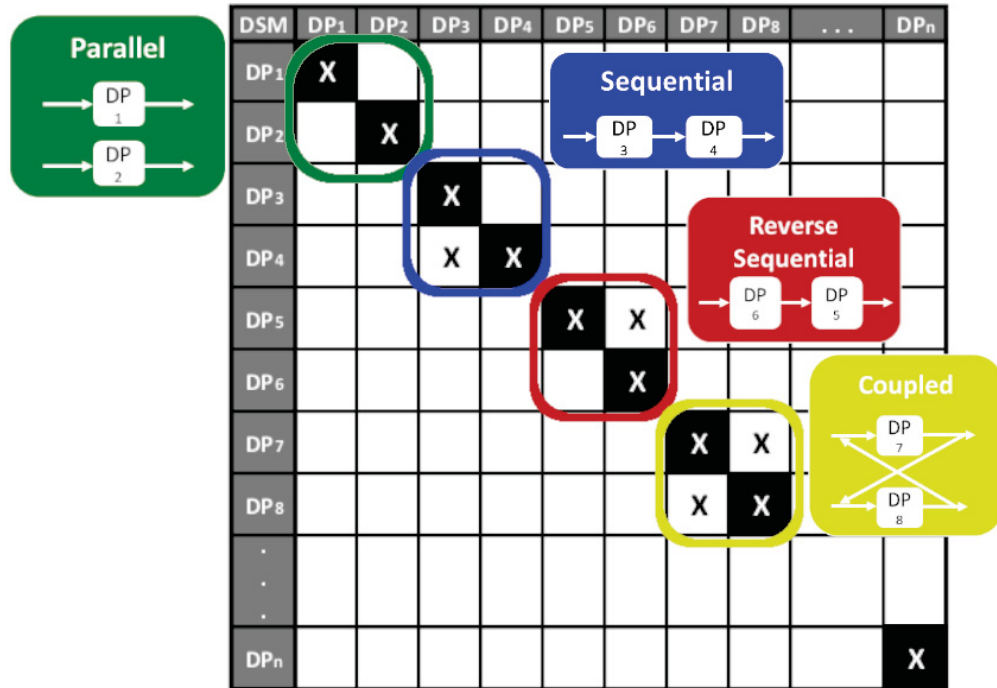 DSM DP1 DP2 DP3 DP4 DP5 DP6 DP7 DP8 . . . DPn
Parallel
DP
1
DP
2
Sequential
DP
3
DP
4
Reverse
Sequential
DP
6
DP
5
Coupled
DP
7
DP
8
DP1 X
DP2 X
DP3 X
DP4 X X
DP5 X X
DP6 X
DP7 X X
DP8 X X
.
.
.
DPn X